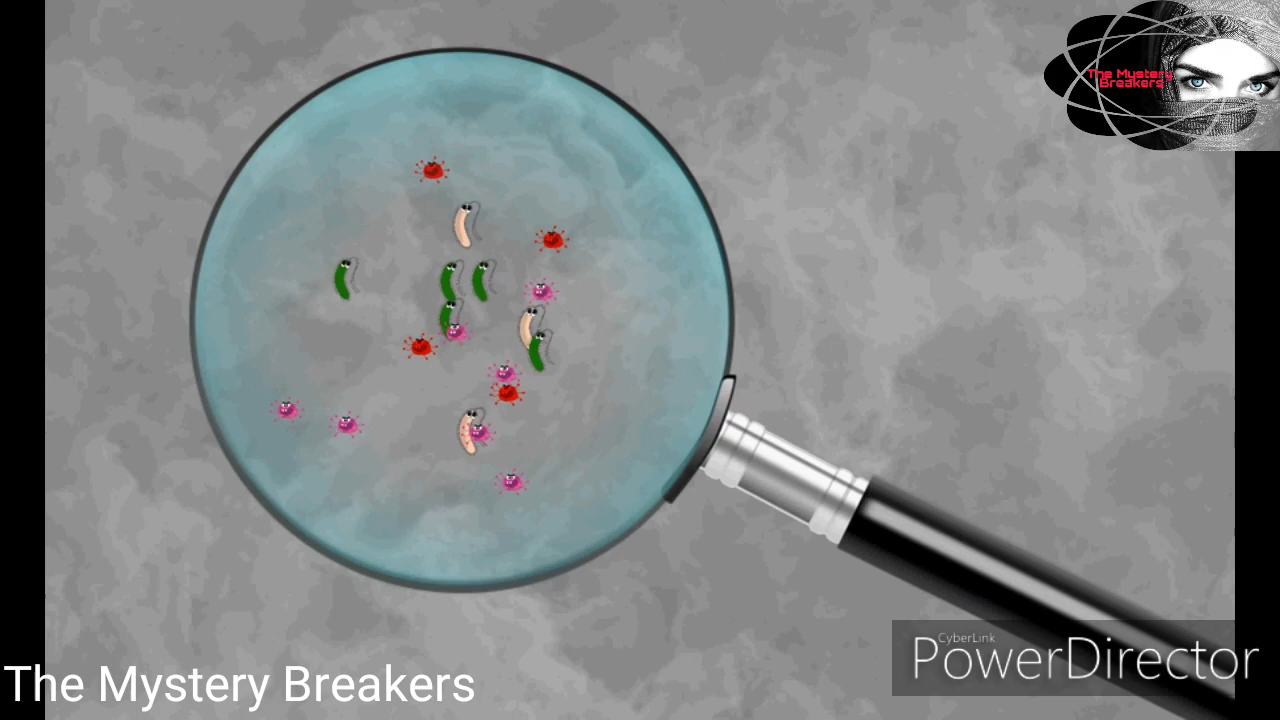 The Mystery
Breakers
CyberLink
PowerDirector
The Mystery Breakers